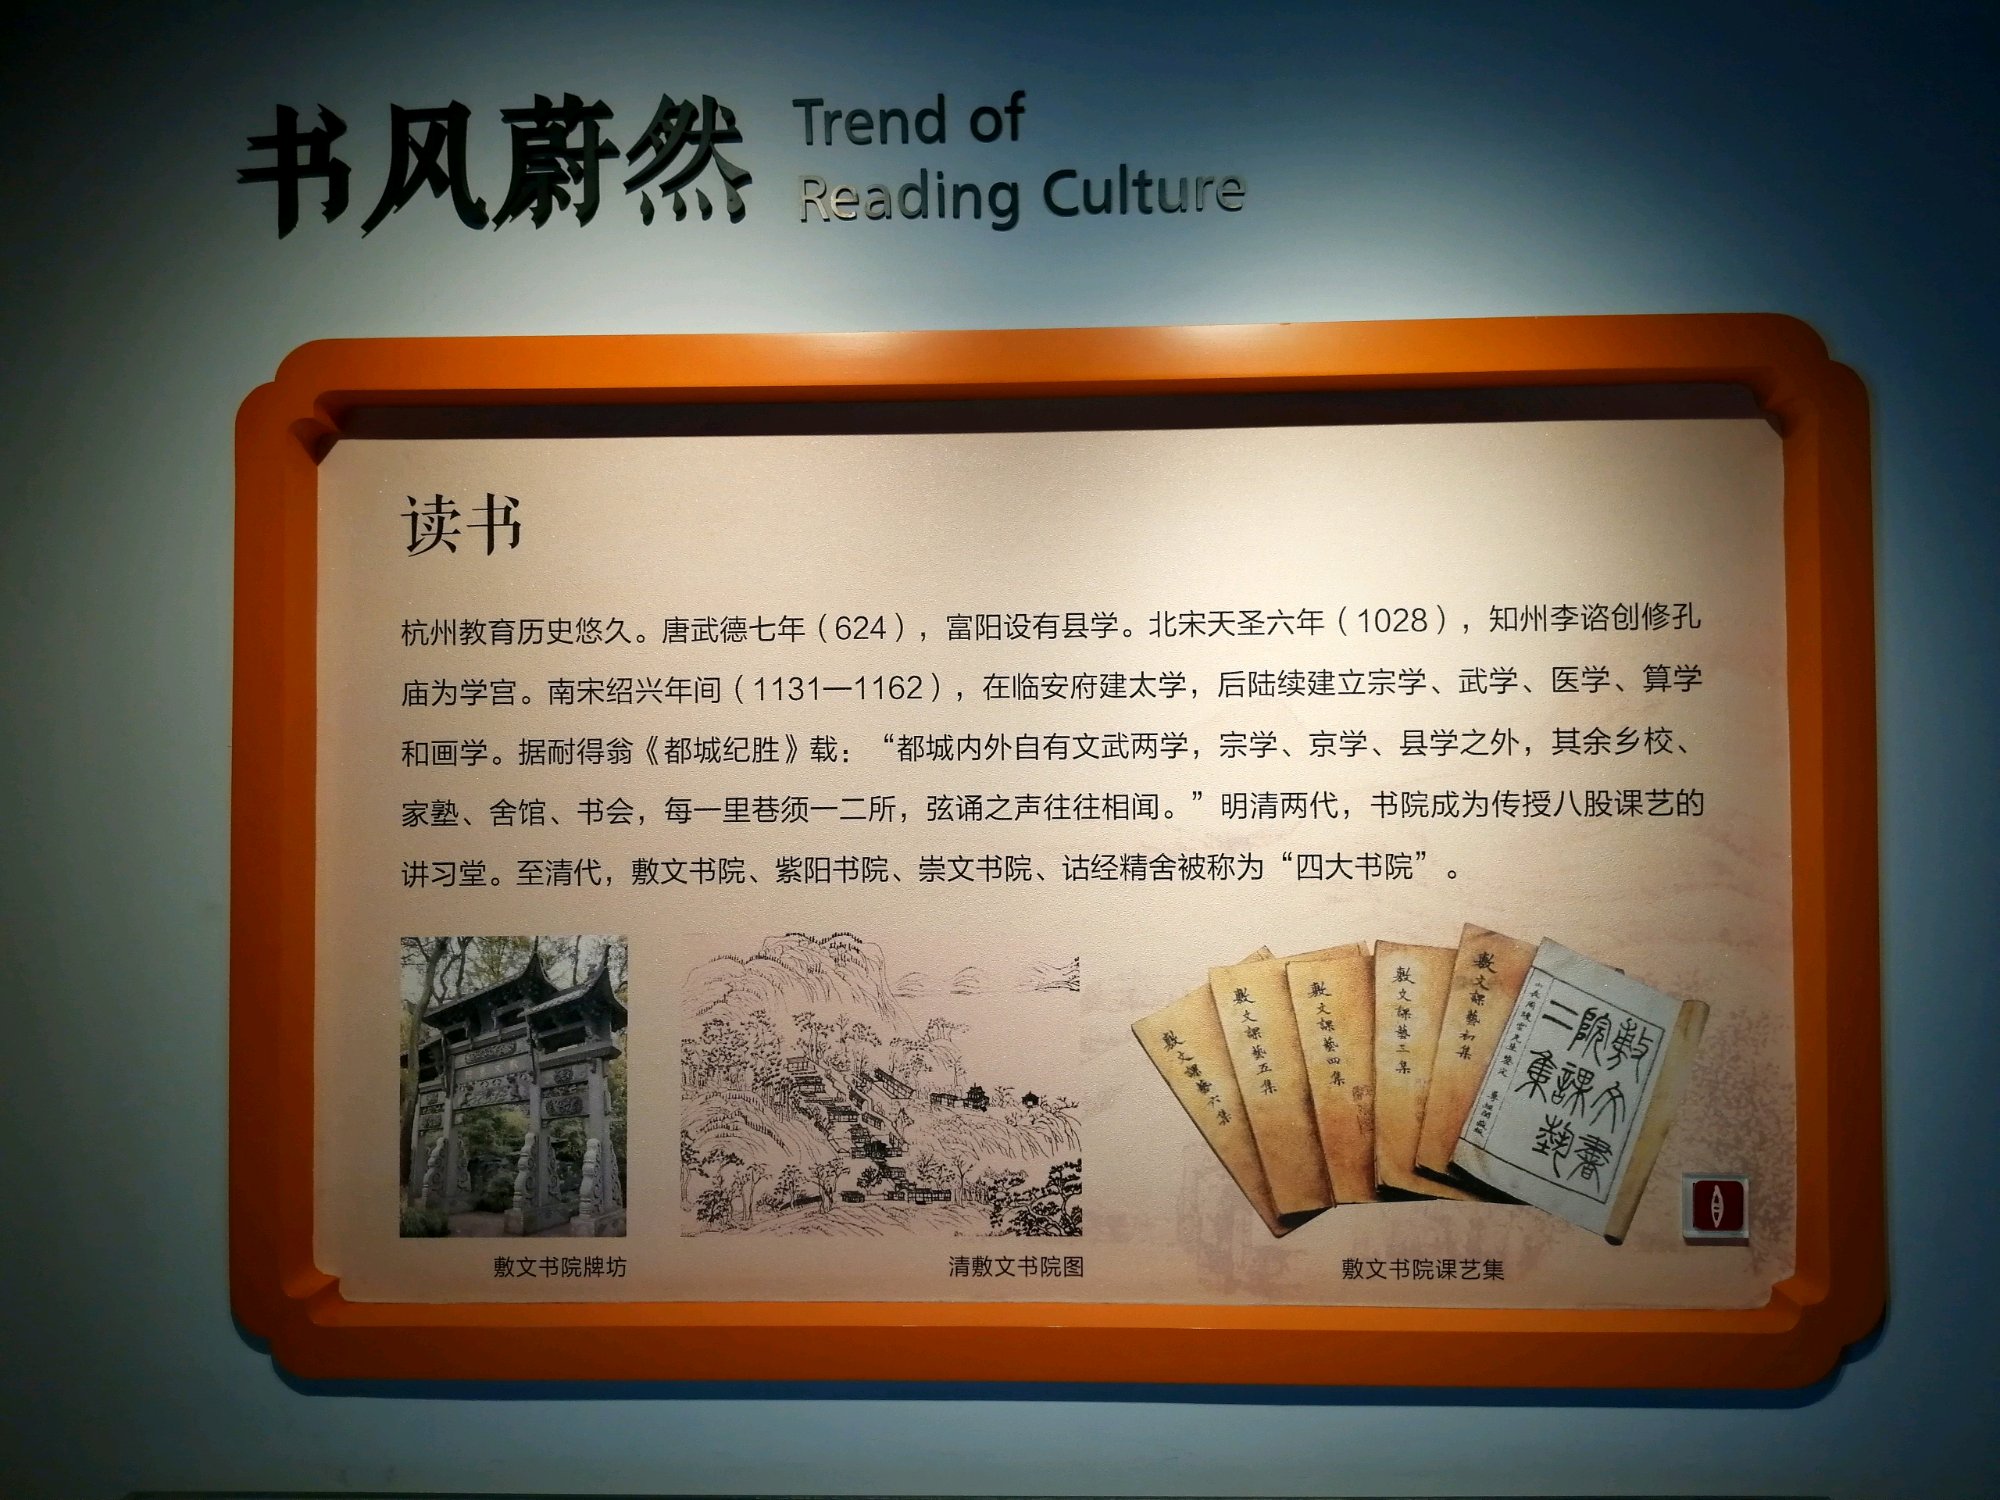 书风蔚然
Trend of
Reading Culture
读书
杭州教育历史悠久。唐武德七年（624），富阳设有县学。北宋天圣六年（1028），知州李谘创修孔
庙为学宫。南宋绍兴年间（1131—1162），在临安府建太学，后陆续建立宗学、武学、医学、算学
和画学。据耐得翁《都城纪胜》载：“都城内外自有文武两学，宗学、京学、县学之外，其余乡校、
家塾、舍馆、书会，每一里巷须一二所，弦诵之声往往相闻。”明清两代，书院成为传授八股课艺的
讲习堂。至清代，敷文书院、紫阳书院、崇文书院、诂经精舍被称为“四大书院”。
敷文課藝六集
敷文課藝五集
敷文課藝四集
敷文課藝三集
敷文課藝初集
敷文書
院課藝
二集
敷文书院牌坊
清敷文书院图
敷文书院课艺集